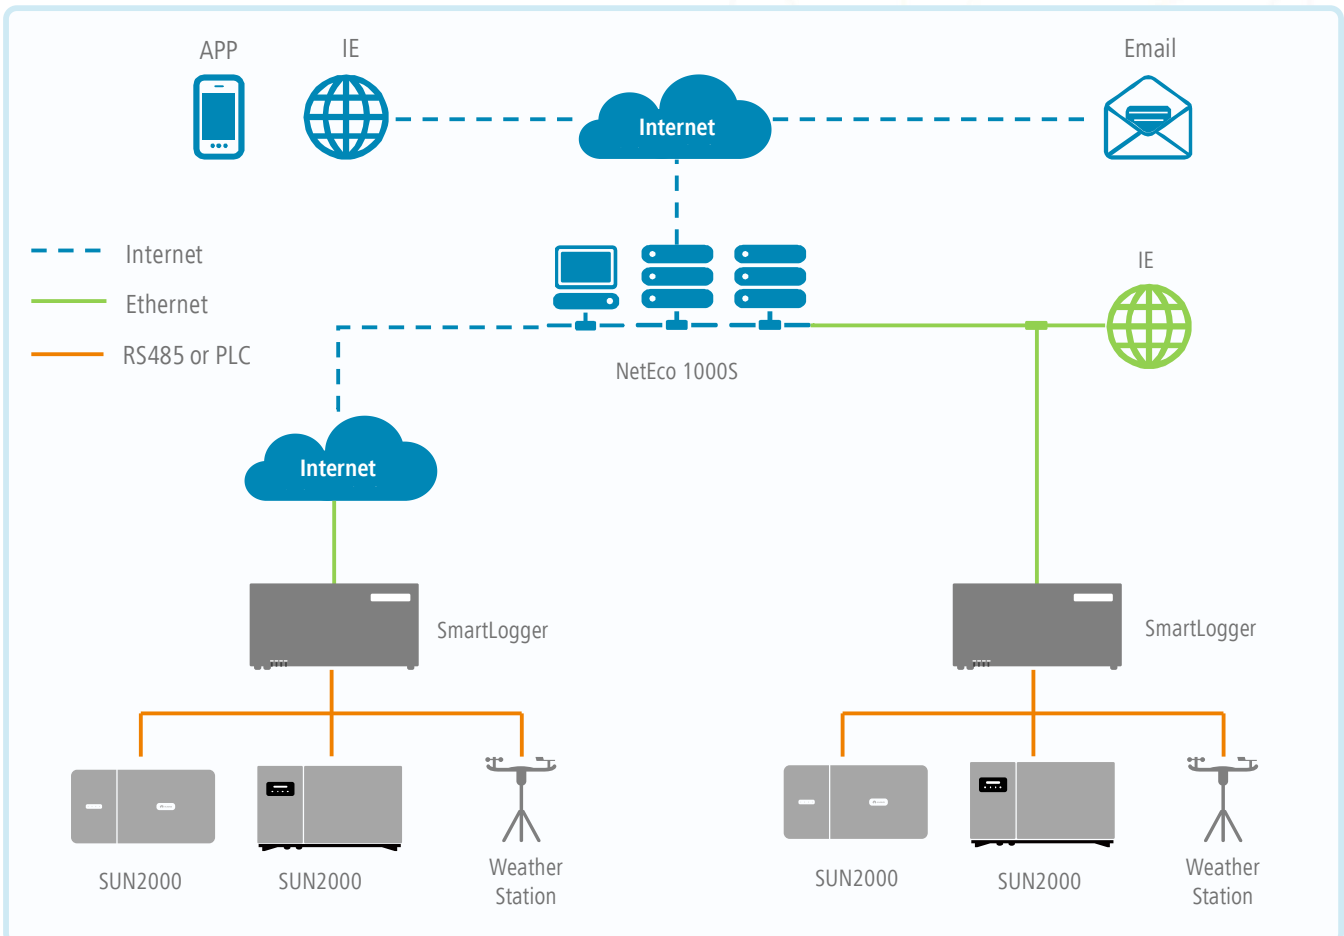 APP
IE
Email
Internet
Internet
Ethernet
RS485 or PLC
IE
NetEco 1000S
Internet
SmartLogger
SmartLogger
SUN2000
SUN2000
Weather
Station
SUN2000
SUN2000
Weather
Station